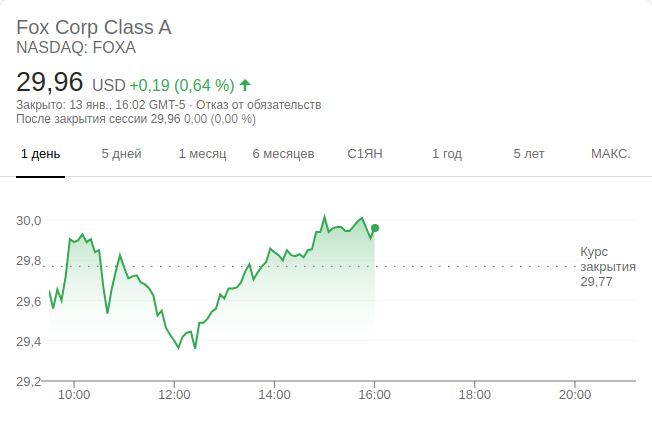 Fox Corp Class A
NASDAQ: FOXA
29,96 USD +0,19 (0,64 %)
Закрыто: 13 янв., 16:02 GMT-5 · Отказ от обязательств
После закрытия сессии 29,96 0,00 (0,00 %)
1 день 5 дней 1 месяц 6 месяцев С1ЯН 1 год 5 лет МАКС.
30,0
29,8
29,6
29,4
29,2
Курс
закрытия
29,77
10:00 12:00 14:00 16:00 18:00 20:00